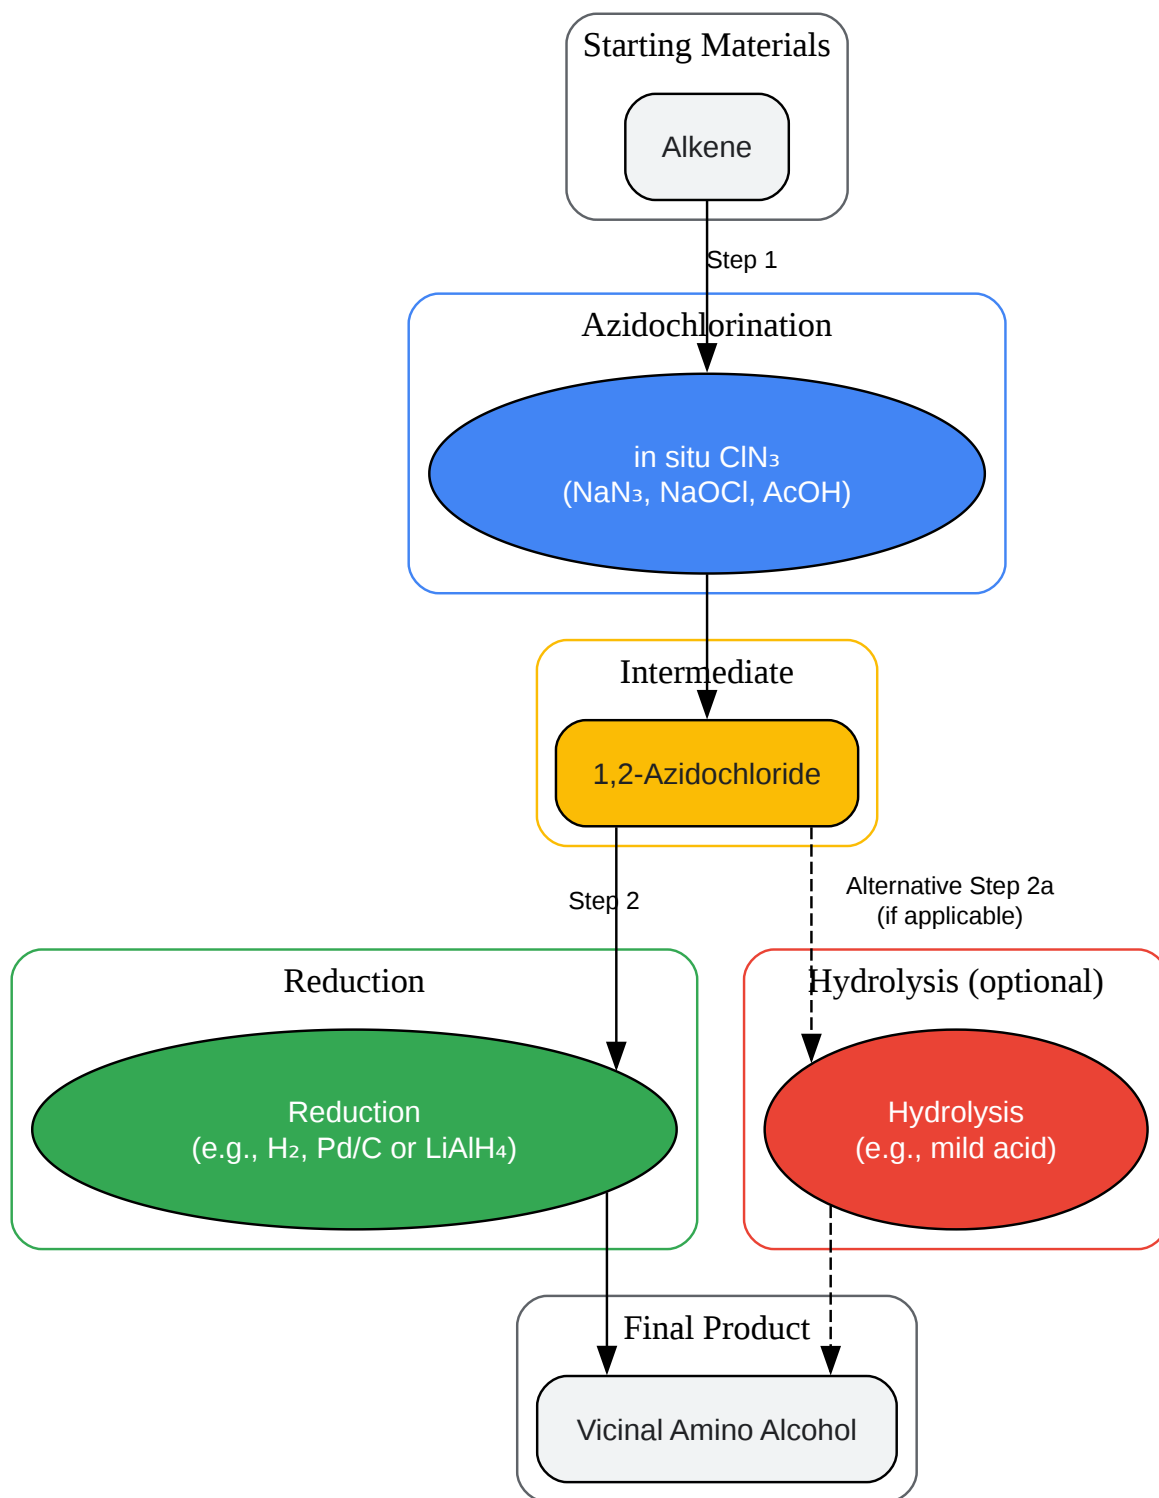 Starting Materials
Alkene
Step 1
Azidochlorination
in situ ClN₃
(NaN₃, NaOCl, AcOH)
Intermediate
1,2-Azidochloride
Step 2
Alternative Step 2a
(if applicable)
Reduction
Reduction
(e.g., H₂, Pd/C or LiAlH₄)
Hydrolysis (optional)
Hydrolysis
(e.g., mild acid)
Final Product
Vicinal Amino Alcohol